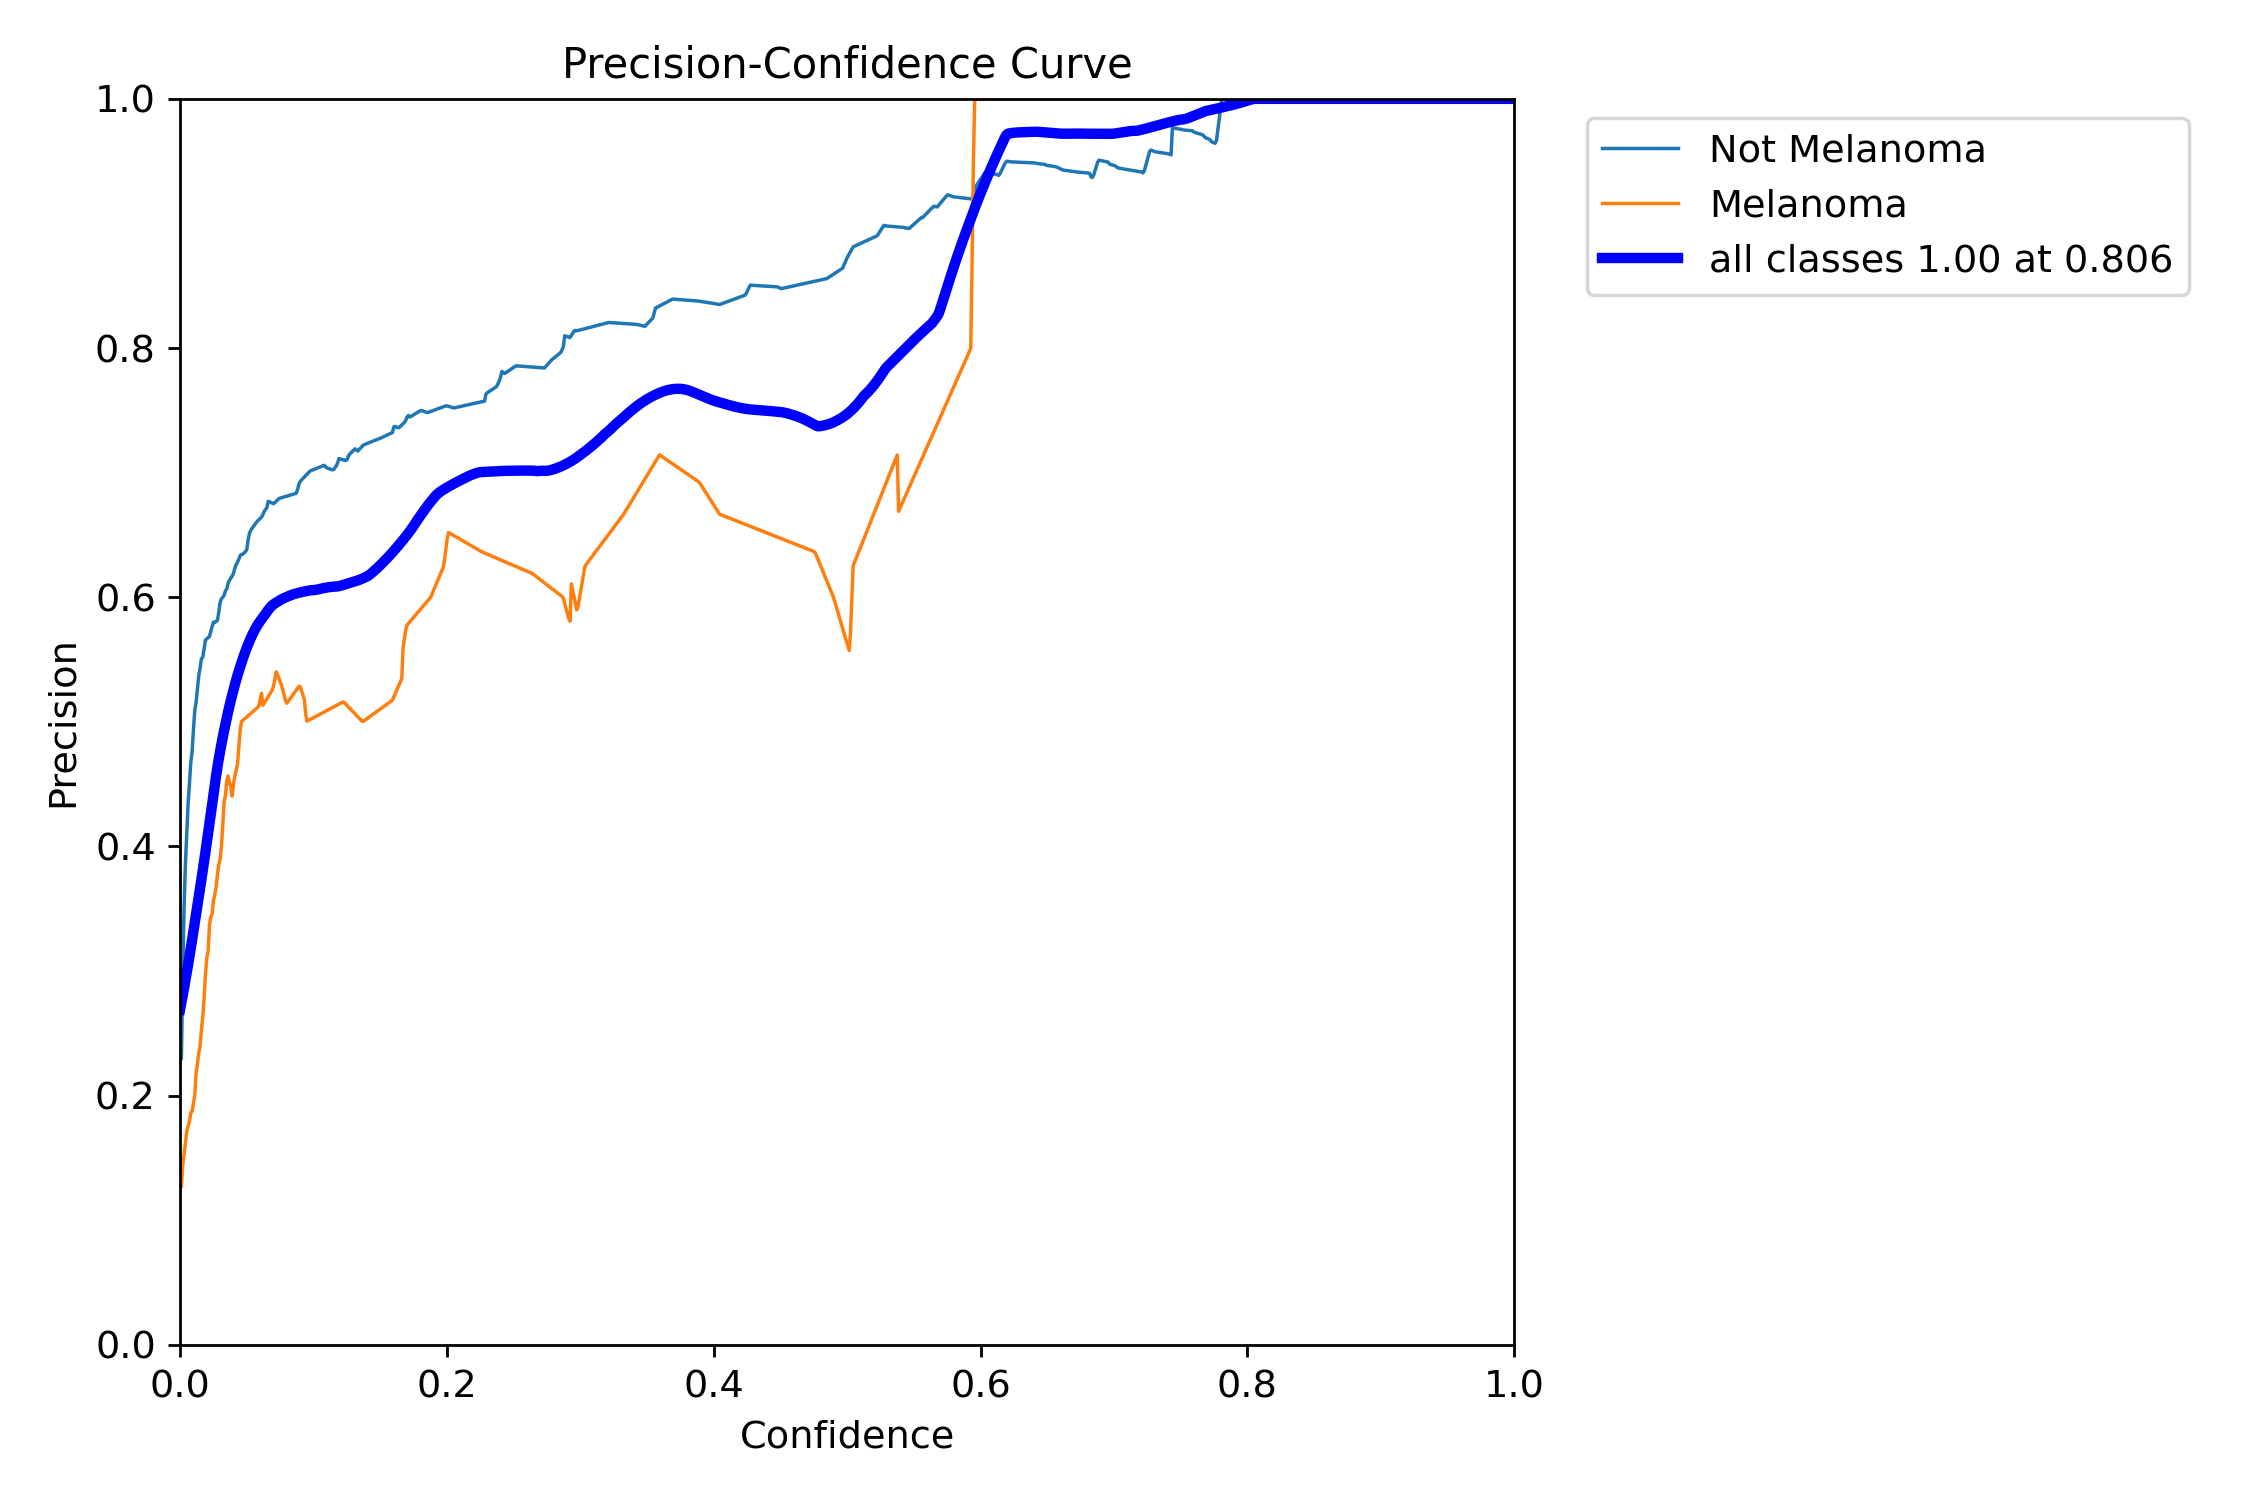 Precision-Confidence Curve
1.0
0.8
0.6
0.4
0.2
0.0
Precision
0.0 0.2 0.4 0.6 0.8 1.0
Confidence
Not Melanoma
Melanoma
all classes 1.00 at 0.806